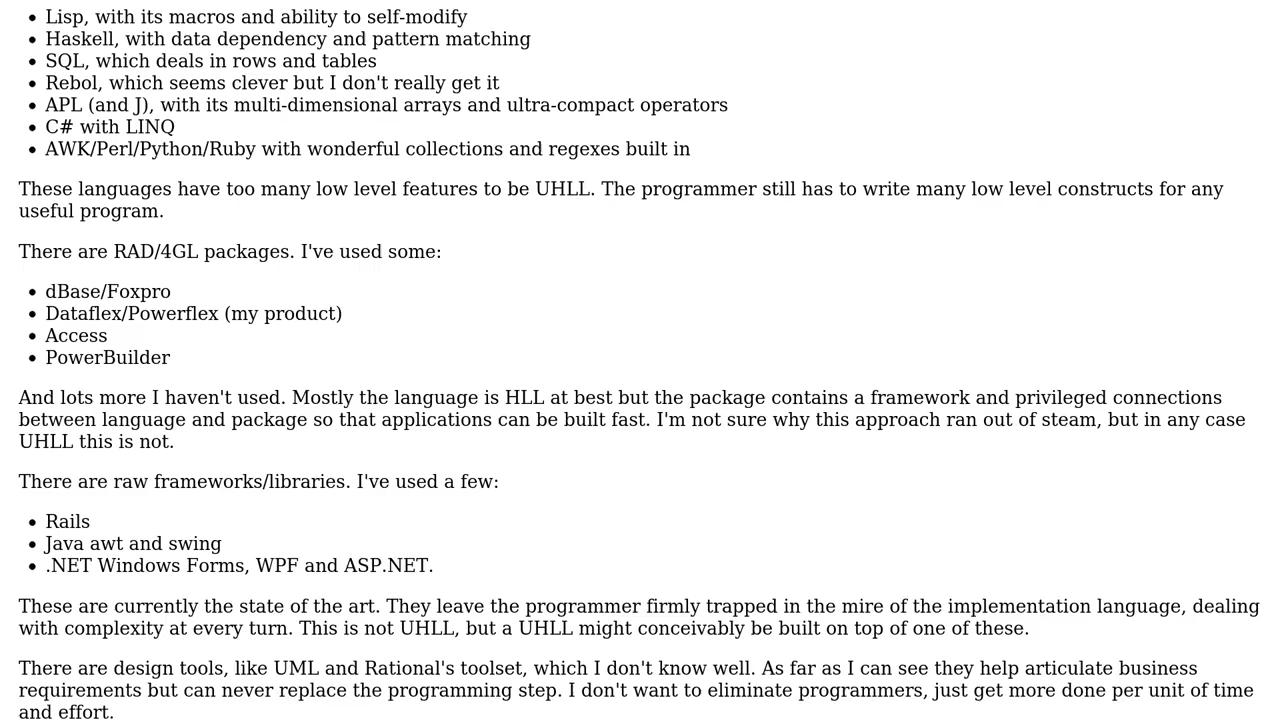 Lisp, with its macros and ability to self-modify
Haskell, with data dependency and pattern matching
SQL, which deals in rows and tables
Rebol, which seems clever but I don't really get it
APL (and J), with its multi-dimensional arrays and ultra-compact operators
C# with LINQ
AWK/Perl/Python/Ruby with wonderful collections and regexes built in
These languages have too many low level features to be UHLL. The programmer still has to write many low level constructs for any
useful program.
There are RAD/4GL packages. I've used some:
dBase/Foxpro
Dataflex/Powerflex (my product)
Access
PowerBuilder
And lots more I haven't used. Mostly the language is HLL at best but the package contains a framework and privileged connections
between language and package so that applications can be built fast. I'm not sure why this approach ran out of steam, but in any case
UHLL this is not.
There are raw frameworks/libraries. I've used a few:
Rails
Java awt and swing
.NET Windows Forms, WPF and ASP.NET.
These are currently the state of the art. They leave the programmer firmly trapped in the mire of the implementation language, dealing
with complexity at every turn. This is not UHLL, but a UHLL might conceivably be built on top of one of these.
There are design tools, like UML and Rational's toolset, which I don't know well. As far as I can see they help articulate business
requirements but can never replace the programming step. I don't want to eliminate programmers, just get more done per unit of time
and effort.